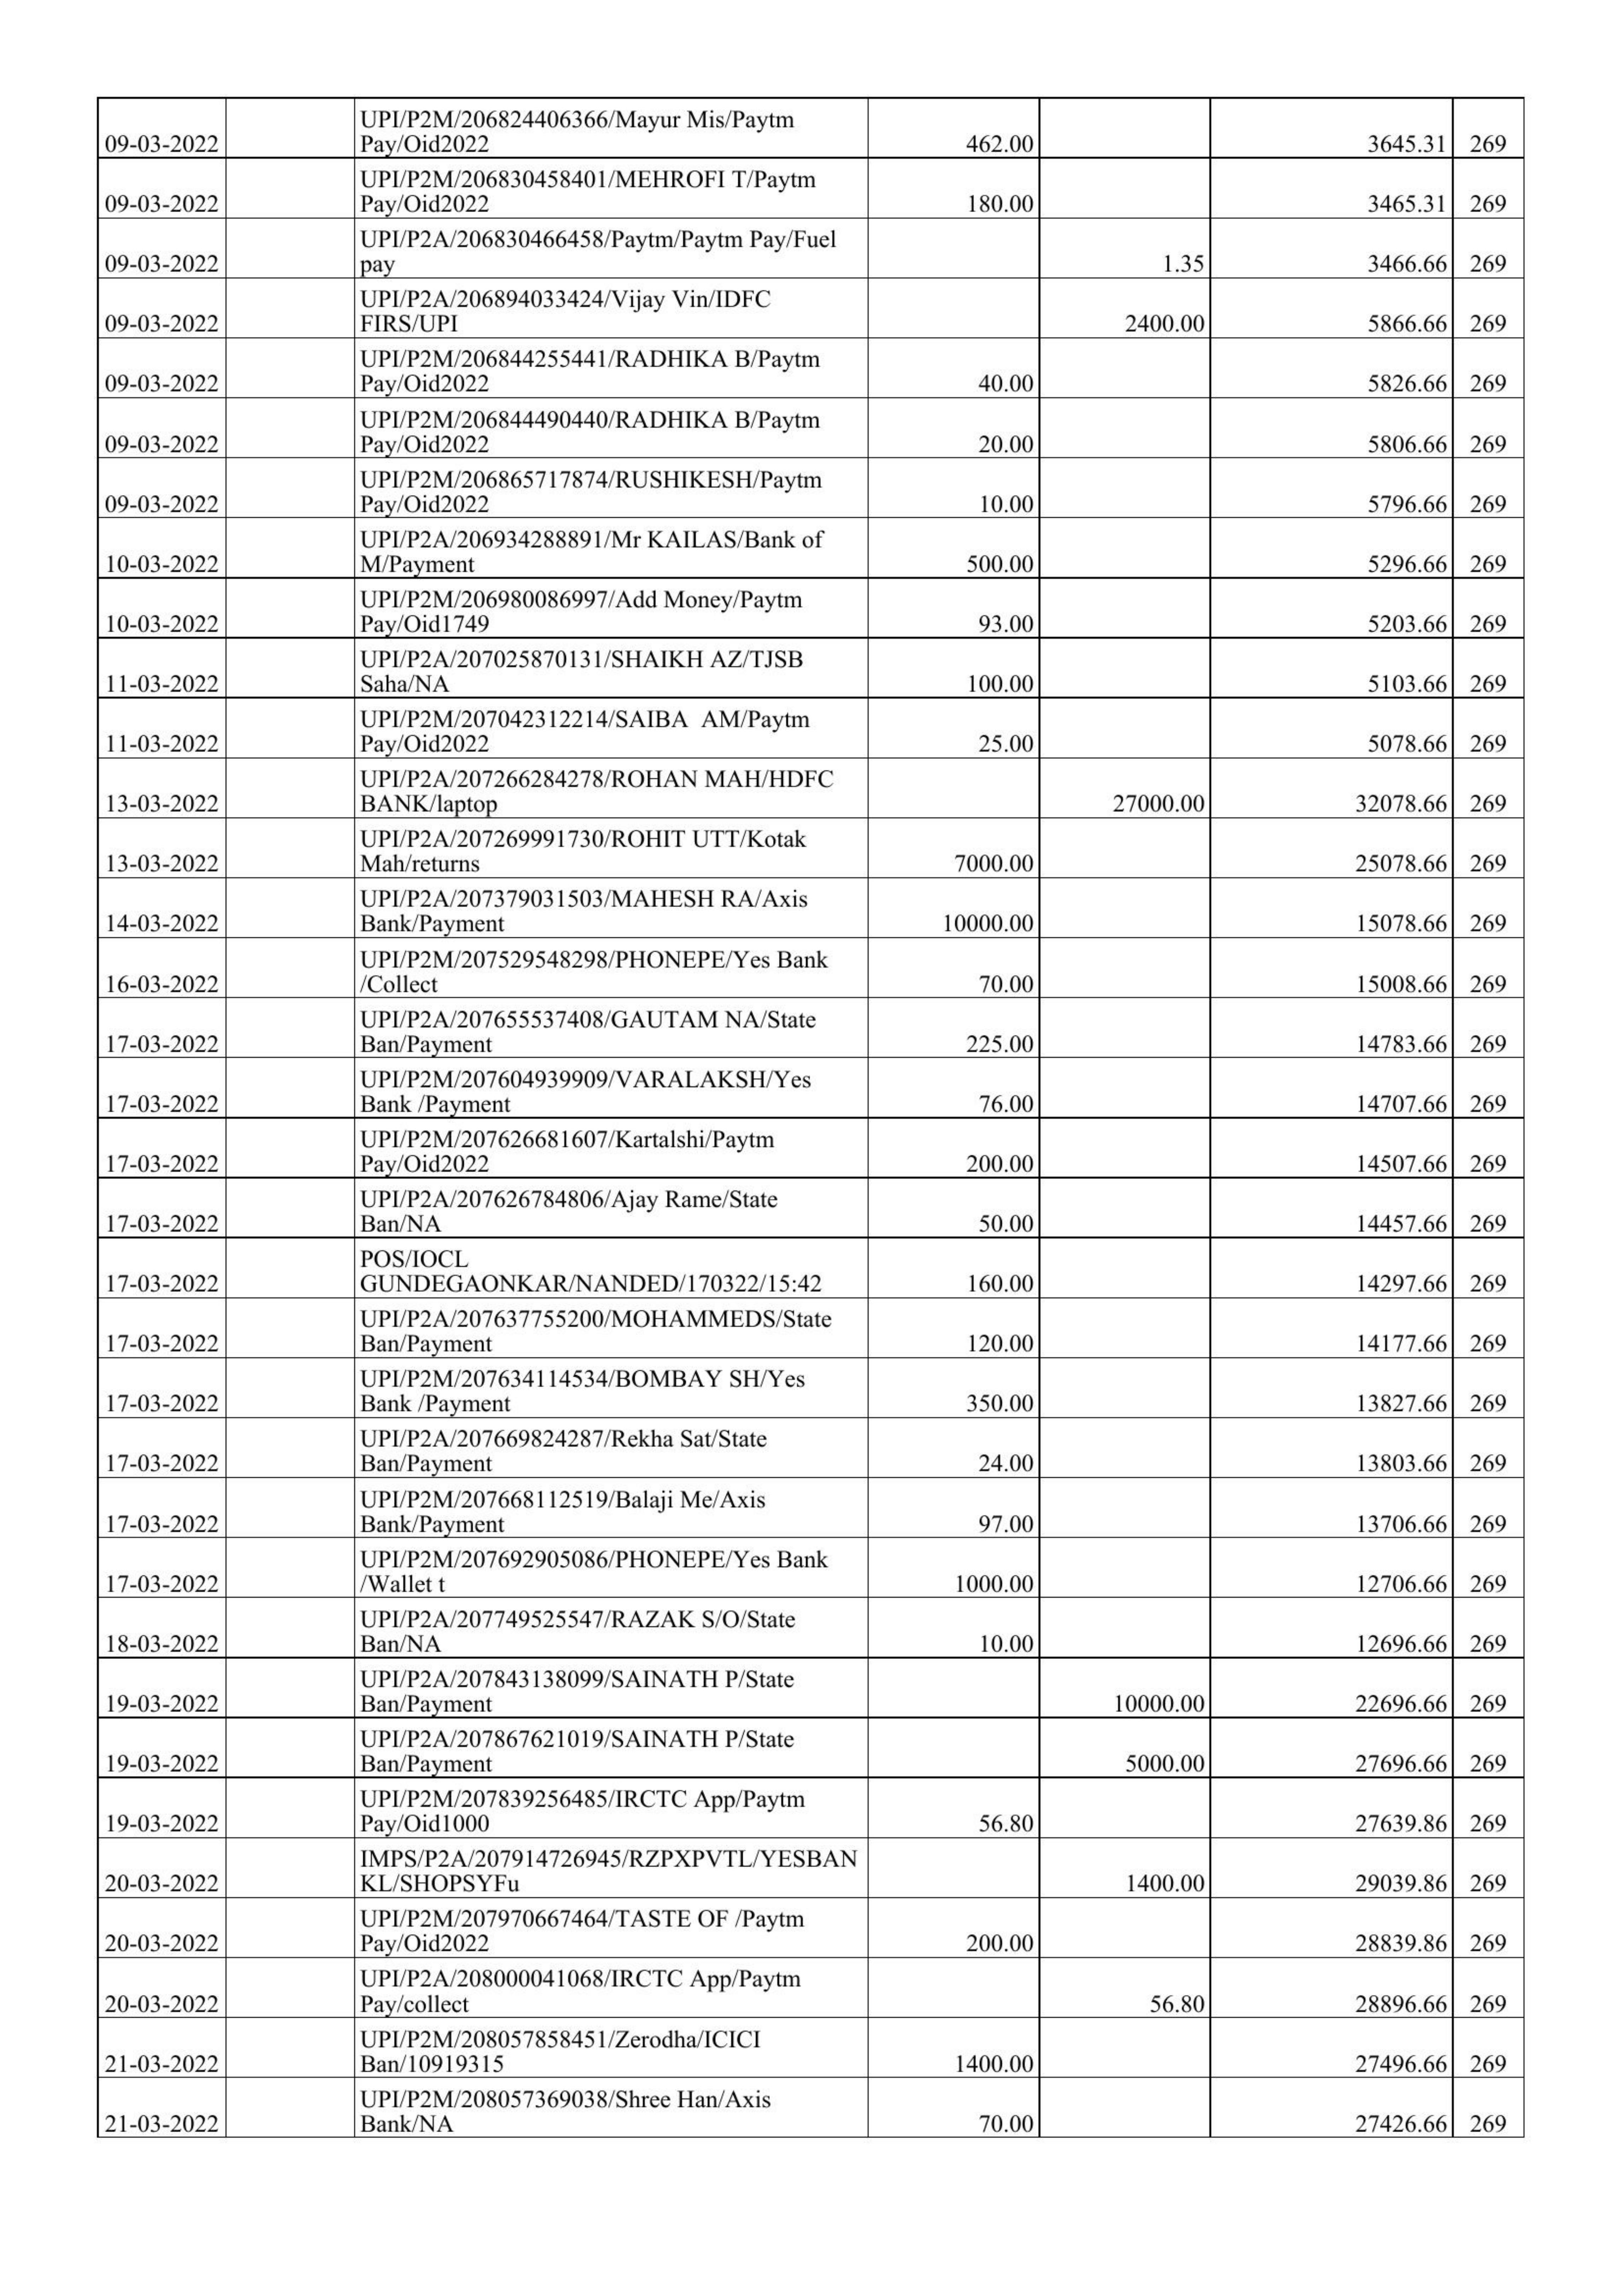 UPI/P2M/206824406366/Mayur Mis/Paytm
09-03-2022 Pay/Oid2022 462.00 3645.31 269
UPI/P2M/206830458401/MEHROFI T/Paytm
09-03-2022 Pay/Oid2022 180.00 3465.31 269
UPI/P2A/206830466458/Paytm/Paytm Pay/Fuel
09-03-2022 pay 1.35 3466.66 269
UPI/P2A/206894033424/Vijay Vin/IDFC
09-03-2022 FIRS/UPI 2400.00 5866.66 269
UPI/P2M/206844255441/RADHIKA B/Paytm
09-03-2022 Pay/Oid2022 40.00 5826.66 269
UPI/P2M/206844490440/RADHIKA B/Paytm
09-03-2022 Pay/Oid2022 20.00 5806.66 269
UPI/P2M/206865717874/RUSHIKESH/Paytm
09-03-2022 Pay/Oid2022 10.00 5796.66 269
UPI/P2A/206934288891/Mr KAILAS/Bank of
10-03-2022 M/Payment 500.00 5296.66 269
UPI/P2M/206980086997/Add Money/Paytm
10-03-2022 Pay/Oid1749 93.00 5203.66 269
UPI/P2A/207025870131/SHAIKH AZ/TJSB
11-03-2022 Saha/NA 100.00 5103.66 269
UPI/P2M/207042312214/SAIBA  AM/Paytm
11-03-2022 Pay/Oid2022 25.00 5078.66 269
UPI/P2A/207266284278/ROHAN MAH/HDFC
13-03-2022 BANK/laptop 27000.00 32078.66 269
UPI/P2A/207269991730/ROHIT UTT/Kotak
13-03-2022 Mah/returns 7000.00 25078.66 269
UPI/P2A/207379031503/MAHESH RA/Axis
14-03-2022 Bank/Payment 10000.00 15078.66 269
UPI/P2M/207529548298/PHONEPE/Yes Bank
16-03-2022 /Collect 70.00 15008.66 269
UPI/P2A/207655537408/GAUTAM NA/State
17-03-2022 Ban/Payment 225.00 14783.66 269
UPI/P2M/207604939909/VARALAKSH/Yes
17-03-2022 Bank /Payment 76.00 14707.66 269
UPI/P2M/207626681607/Kartalshi/Paytm
17-03-2022 Pay/Oid2022 200.00 14507.66 269
UPI/P2A/207626784806/Ajay Rame/State
17-03-2022 Ban/NA 50.00 14457.66 269
POS/IOCL
17-03-2022 GUNDEGAONKAR/NANDED/170322/15:42 160.00 14297.66 269
UPI/P2A/207637755200/MOHAMMEDS/State
17-03-2022 Ban/Payment 120.00 14177.66 269
UPI/P2M/207634114534/BOMBAY SH/Yes
17-03-2022 Bank /Payment 350.00 13827.66 269
UPI/P2A/207669824287/Rekha Sat/State
17-03-2022 Ban/Payment 24.00 13803.66 269
UPI/P2M/207668112519/Balaji Me/Axis
17-03-2022 Bank/Payment 97.00 13706.66 269
UPI/P2M/207692905086/PHONEPE/Yes Bank
17-03-2022 /Wallet t 1000.00 12706.66 269
UPI/P2A/207749525547/RAZAK S/O/State
18-03-2022 Ban/NA 10.00 12696.66 269
UPI/P2A/207843138099/SAINATH P/State
19-03-2022 Ban/Payment 10000.00 22696.66 269
UPI/P2A/207867621019/SAINATH P/State
19-03-2022 Ban/Payment 5000.00 27696.66 269
UPI/P2M/207839256485/IRCTC App/Paytm
19-03-2022 Pay/Oid1000 56.80 27639.86 269
IMPS/P2A/207914726945/RZPXPVTL/YESBAN
20-03-2022 KL/SHOPSYFu 1400.00 29039.86 269
UPI/P2M/207970667464/TASTE OF /Paytm
20-03-2022 Pay/Oid2022 200.00 28839.86 269
UPI/P2A/208000041068/IRCTC App/Paytm
20-03-2022 Pay/collect 56.80 28896.66 269
UPI/P2M/208057858451/Zerodha/ICICI
21-03-2022 Ban/10919315 1400.00 27496.66 269
UPI/P2M/208057369038/Shree Han/Axis
21-03-2022 Bank/NA 70.00 27426.66 269